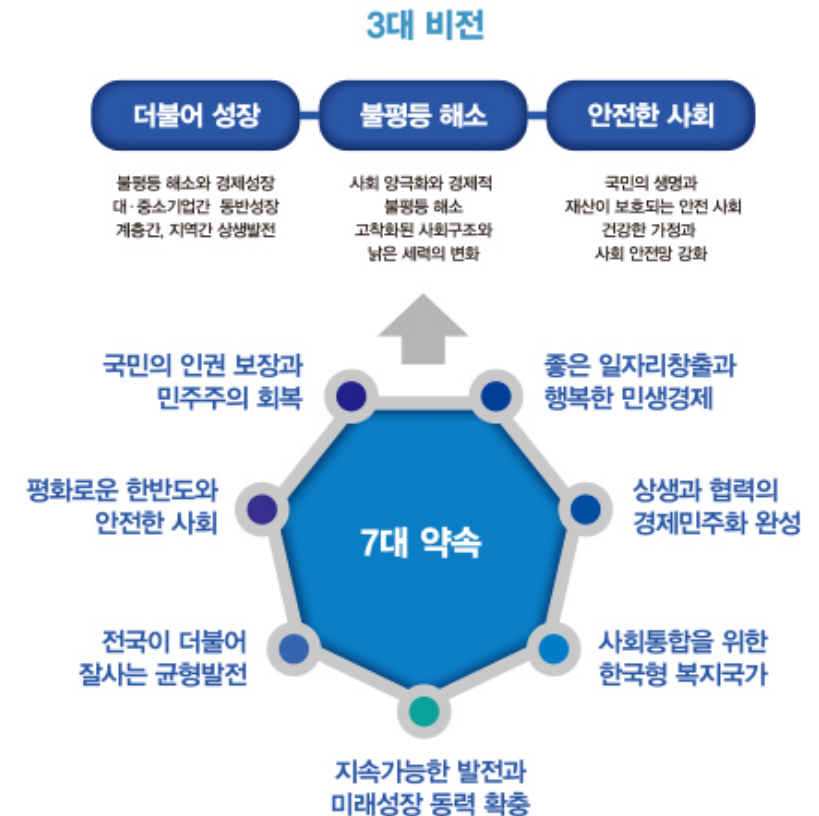 3대 비전
더불어 성장
불평등 해소
안전한 사회
불평등 해소와 경제성장
대·중소기업간 동반성장
계층간, 지역간 상생발전
사회 양극화와 경제적
불평등 해소
고착화된 사회구조와
낡은 세력의 변화
국민의 생명과
재산이 보호되는 안전 사회
건강한 가정과
사회 안전망 강화
국민의 인권 보장과
민주주의 회복
좋은 일자리창출과
행복한 민생경제
평화로운 한반도와
안전한 사회
상생과 협력의
경제민주화 완성
7대 약속
전국이 더불어
잘사는 균형발전
사회통합을 위한
한국형 복지국가
지속가능한 발전과
미래성장 동력 확충